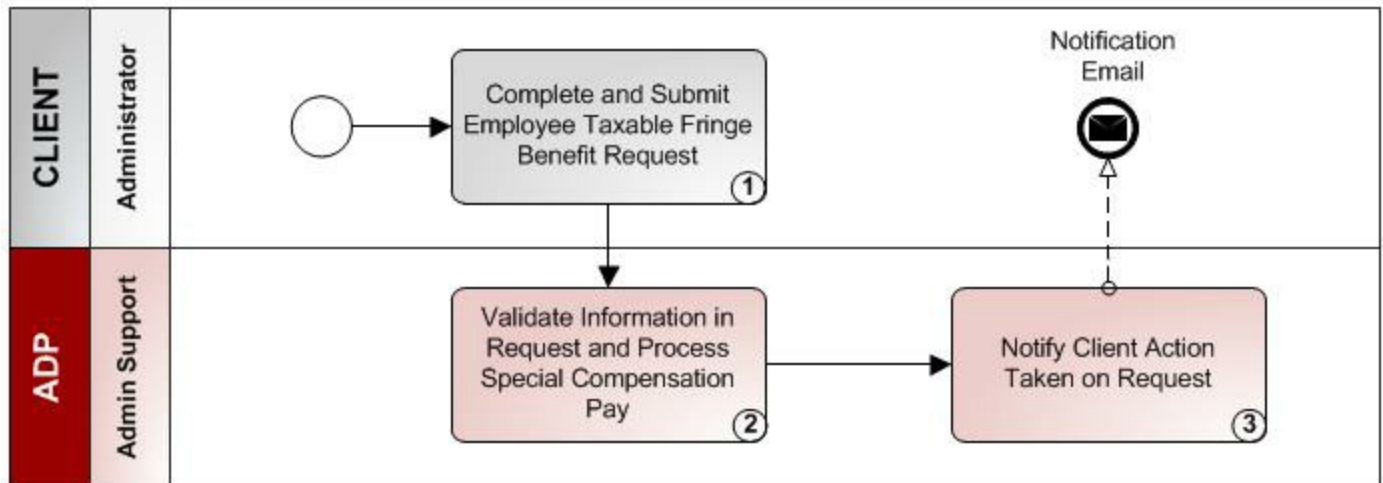 CLIENT
Administrator
Complete and Submit
Employee Taxable Fringe
Benefit Request
1
Notification
Email
ADP
Admin Support
Validate Information in
Request and Process
Special Compensation
Pay
2
Notify Client Action
Taken on Request
3